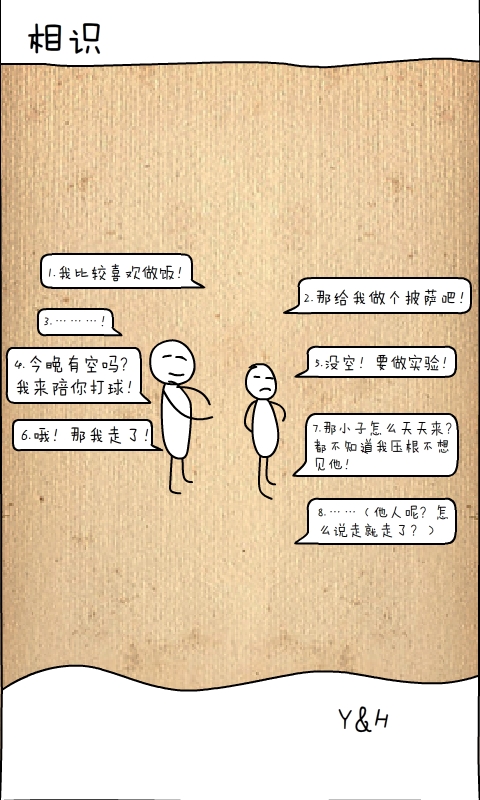 相识
1.我比较喜欢做饭!
2.那给我做个披萨吧!
3.……!
4.今晚有空吗?
我来陪你打球!
5.没空!要做实验!
6.哦!那我走了!
7.那小子怎么天天来?
都不知道我压根不想
见他!
8.……(他人呢?怎
么说走就走了?)
Y&H